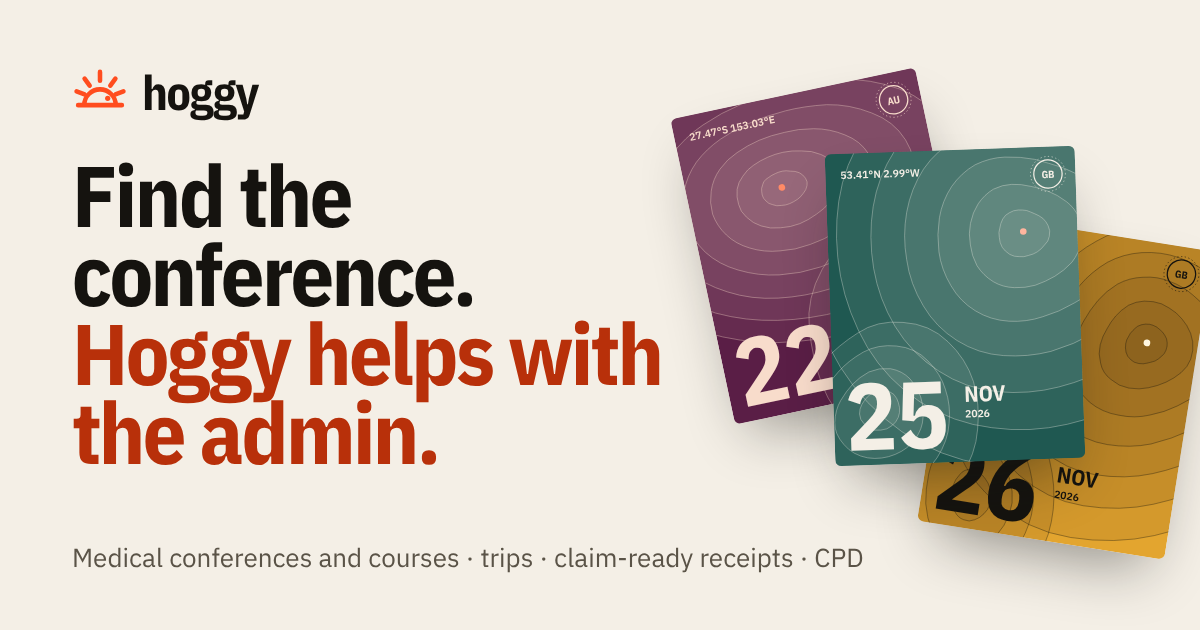 hoggy
Find the
conference.
Hoggy helps with
the admin.
Medical conferences and courses · trips · claim-ready receipts · CPD
27.47°S 153.03°E
AU
22
53.41°N 2.99°W
GB
25
NOV
2026
GB
26
NOV
2026